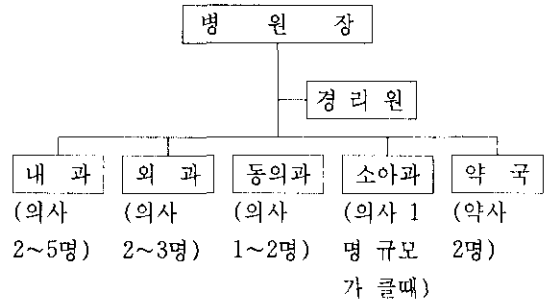 병 원 장
경 리 원
내 과 외 과 동의과 소아과 약 국
(의사 (의사 (의사 (의사 1 (약사
2~5명) 2~3명) 1~2명) 명 규모 2명)
가 클때)